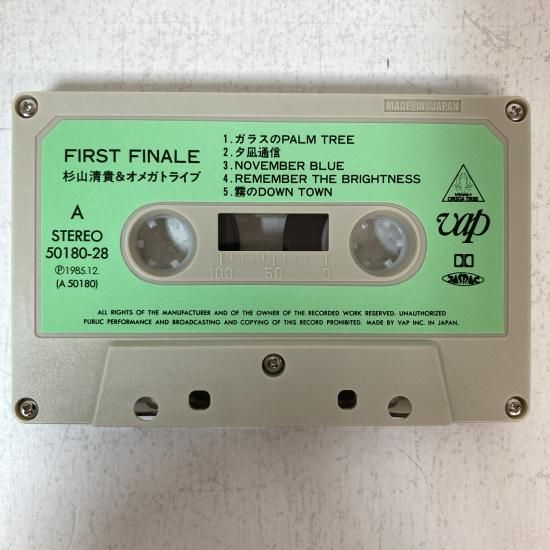 MADE IN JAPAN
FIRST FINALE
杉山清貴&オメガトライブ
A
STEREO
50180-28
Ⓟ1985.12.
(A 50180)
1.ガラスのPALM TREE
2.夕凪通信
3.NOVEMBER BLUE
4.REMEMBER THE BRIGHTNESS
5.霧のDOWN TOWN
OMEGA TRIBE
vap
JASRAC
100 50 0
ALL RIGHTS OF THE MANUFACTURER AND OF THE OWNER OF THE RECORDED WORK RESERVED. UNAUTHORIZED
PUBLIC PERFORMANCE AND BROADCASTING AND COPYNG OF THIS RECORD PROHIBITED. MADE BY VAP INC. IN JAPAN.